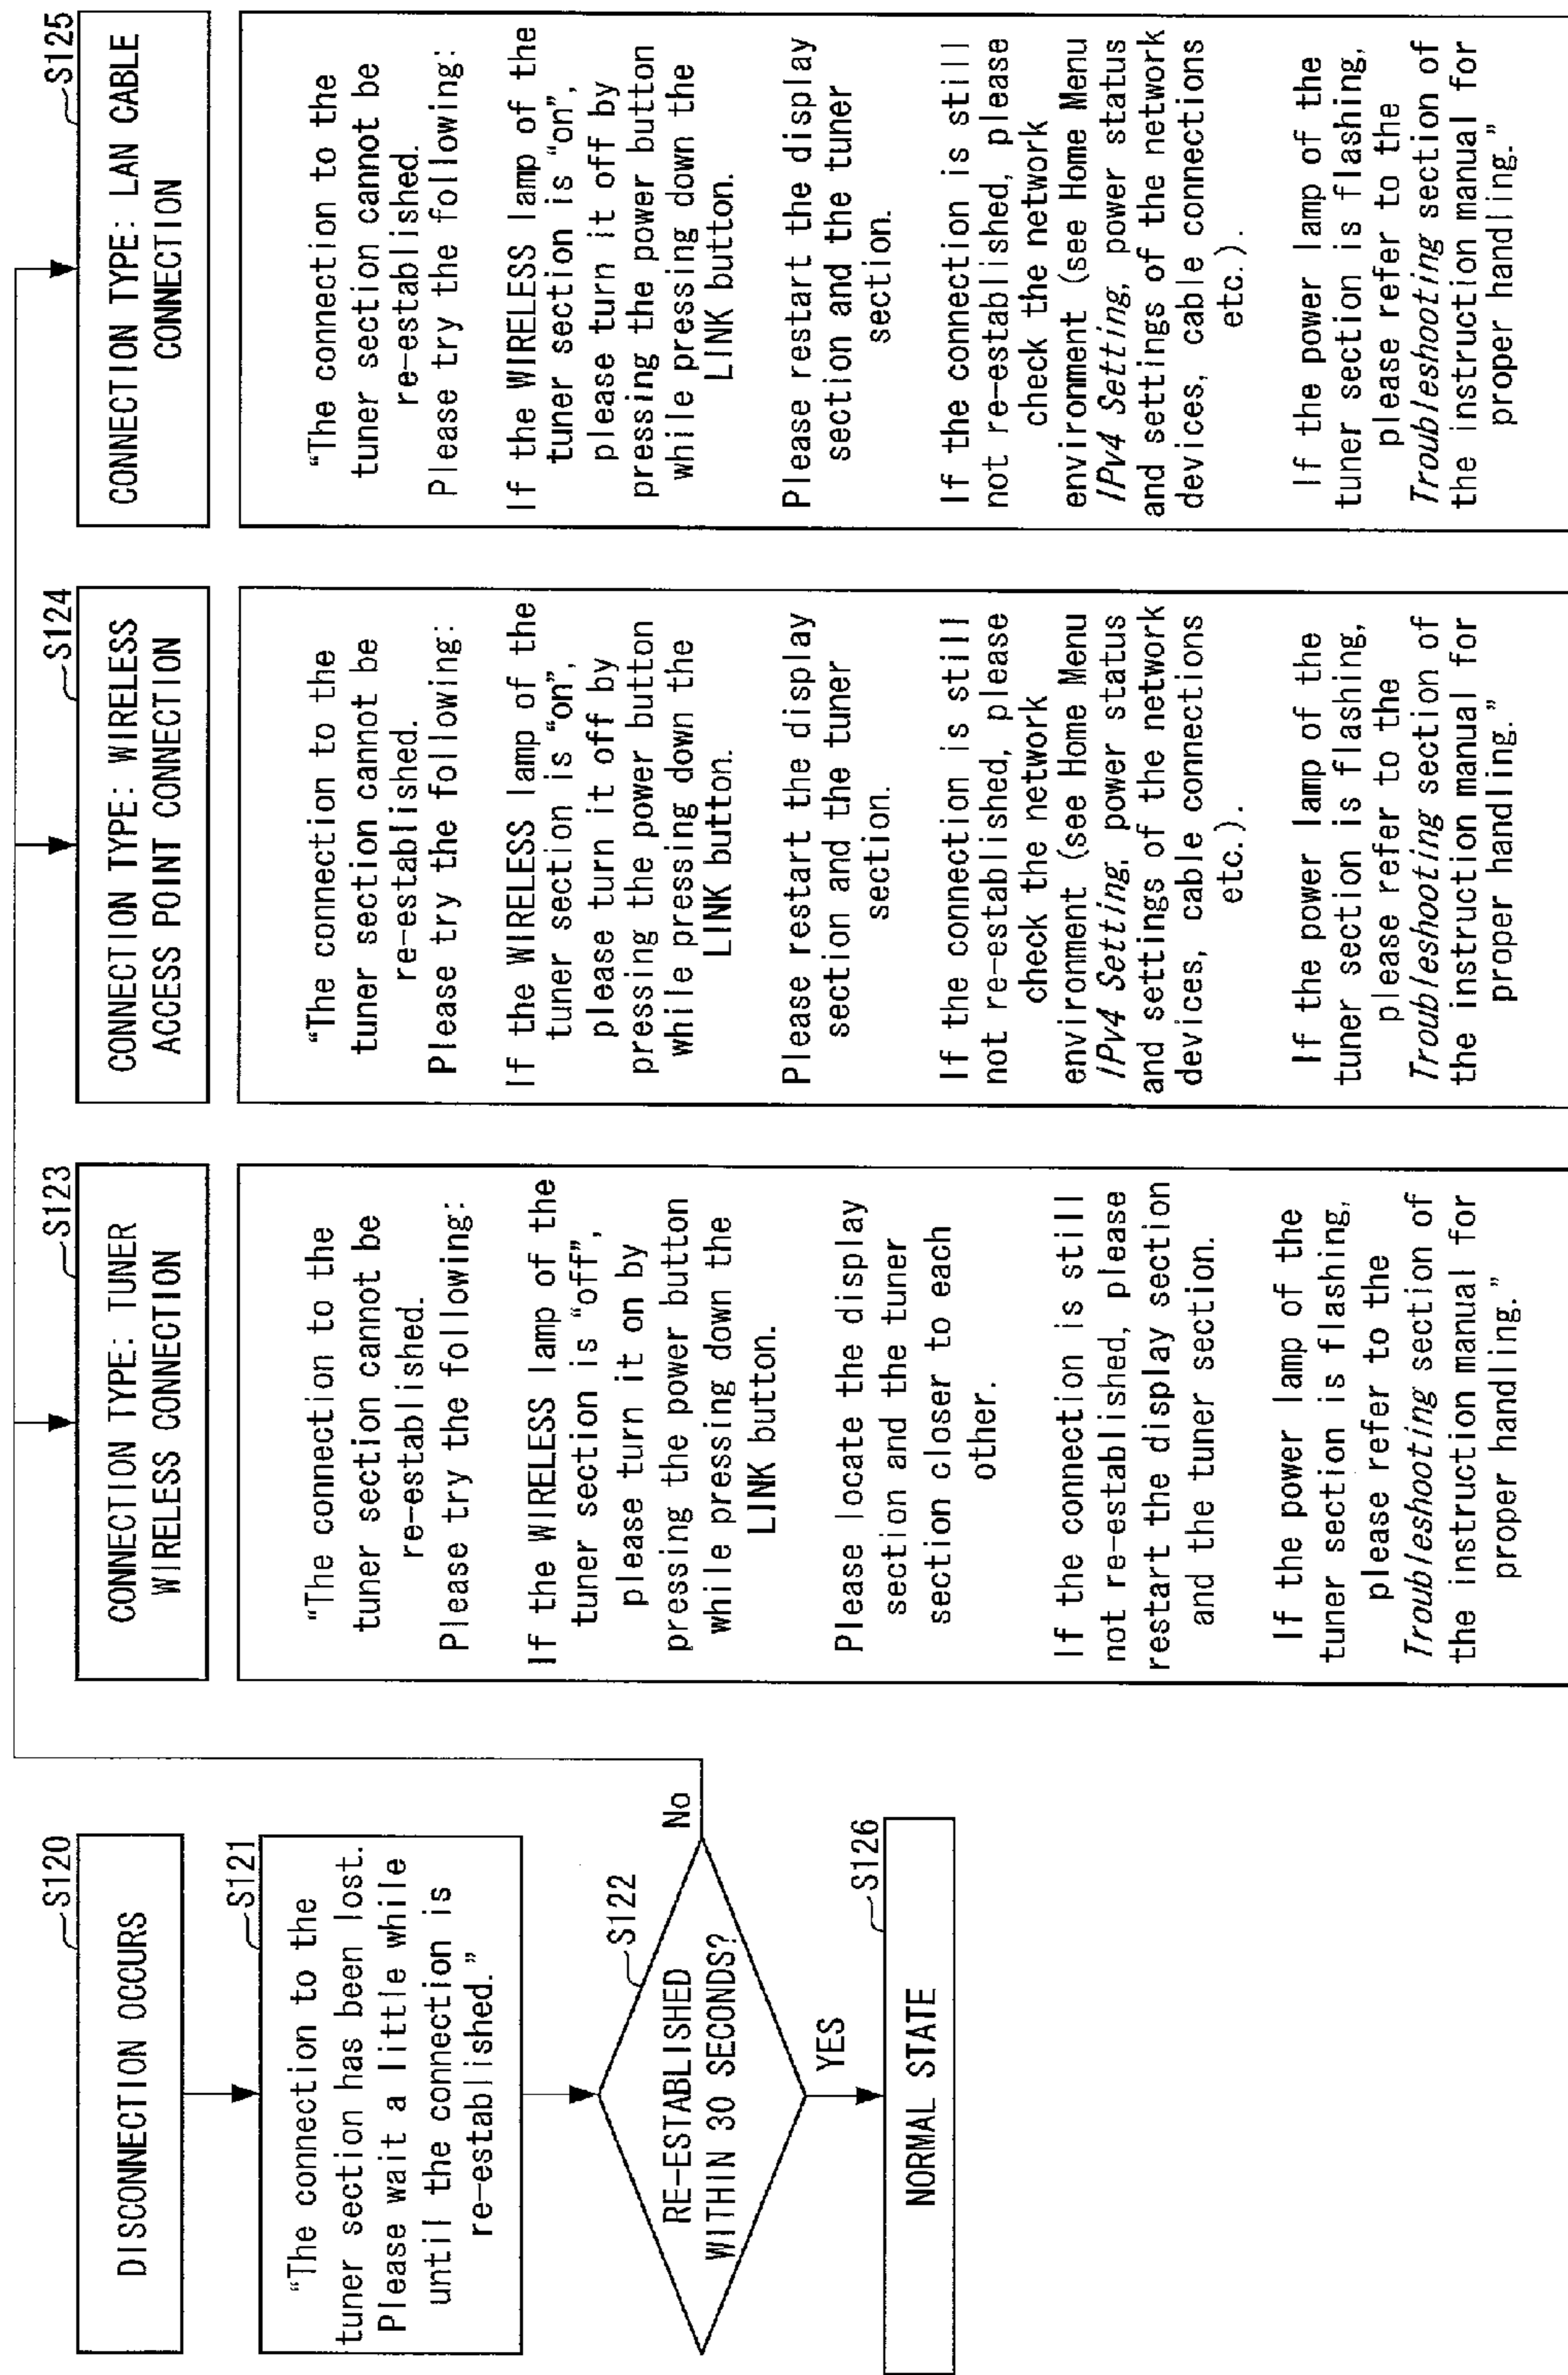 S120
DISCONNECTION OCCURS
S121
“The connection to the
tuner section has been lost.
Please wait a little while
until the connection is
re-established.”
S122
RE-ESTABLISHED
WITHIN 30 SECONDS?
No
YES
S126
NORMAL STATE
S123
CONNECTION TYPE: TUNER
WIRELESS CONNECTION
“The connection to the
tuner section cannot be
re-established.
Please try the following:
If the WIRELESS lamp of the
tuner section is “off”,
please turn it on by
pressing the power button
while pressing down the
LINK button.
Please locate the display
section and the tuner
section closer to each
other.
If the connection is still
not re-established, please
restart the display section
and the tuner section.
If the power lamp of the
tuner section is flashing,
please refer to the
Troubleshooting section of
the instruction manual for
proper handling.”
S124
CONNECTION TYPE: WIRELESS
ACCESS POINT CONNECTION
“The connection to the
tuner section cannot be
re-established.
Please try the following:
If the WIRELESS lamp of the
tuner section is “on”,
please turn it off by
pressing the power button
while pressing down the
LINK button.
Please restart the display
section and the tuner
section.
If the connection is still
not re-established, please
check the network
environment (see Home Menu
IPv4 Setting. power status
and settings of the network
devices, cable connections
etc.).
If the power lamp of the
tuner section is flashing,
please refer to the
Troubleshooting section of
the instruction manual for
proper handling.”
S125
CONNECTION TYPE: LAN CABLE
CONNECTION
“The connection to the
tuner section cannot be
re-established.
Please try the following:
If the WIRELESS lamp of the
tuner section is “on”,
please turn it off by
pressing the power button
while pressing down the
LINK button.
Please restart the display
section and the tuner
section.
If the connection is still
not re-established, please
check the network
environment (see Home Menu
IPv4 Setting, power status
and settings of the network
devices, cable connections
etc.).
If the power lamp of the
tuner section is flashing,
please refer to the
Troubleshooting section of
the instruction manual for
proper handling.”